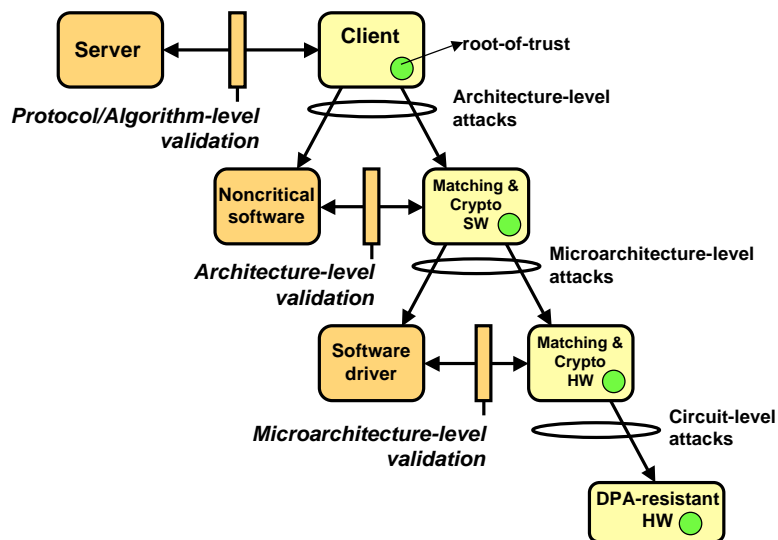 Server
Client
root-of-trust
Protocol/Algorithm-level
validation
Architecture-level
attacks
Noncritical
software
Matching &
Crypto
SW
Architecture-level
validation
Microarchitecture-level
attacks
Software
driver
Matching &
Crypto
HW
Microarchitecture-level
validation
Circuit-level
attacks
DPA-resistant
HW